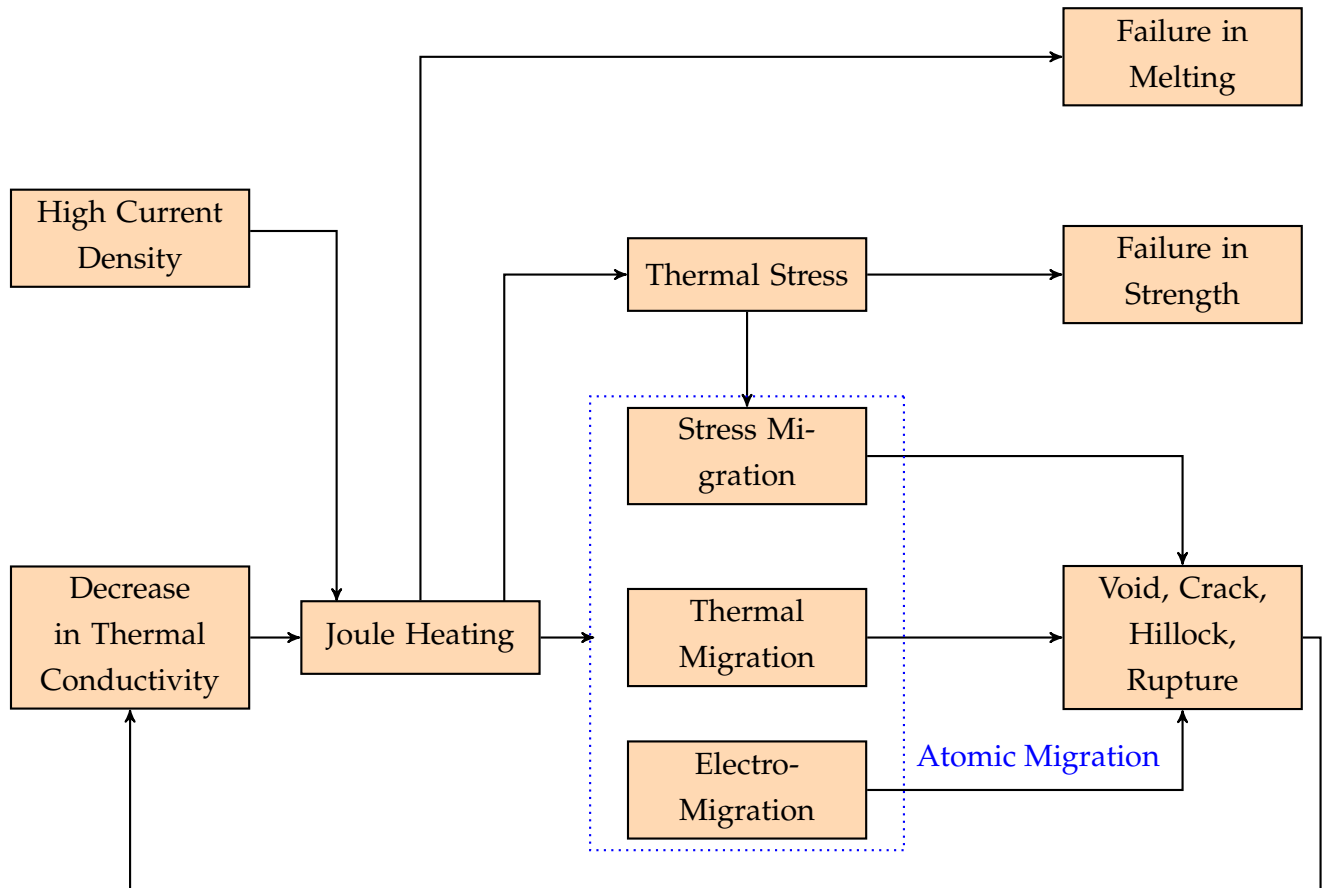 Failure in
Melting
High Current
Density
Thermal Stress
Failure in
Strength
Stress Mi-
gration
Decrease
in Thermal
Conductivity
Joule Heating
Thermal
Migration
Void, Crack,
Hillock,
Rupture
Electro-
Migration
Atomic Migration